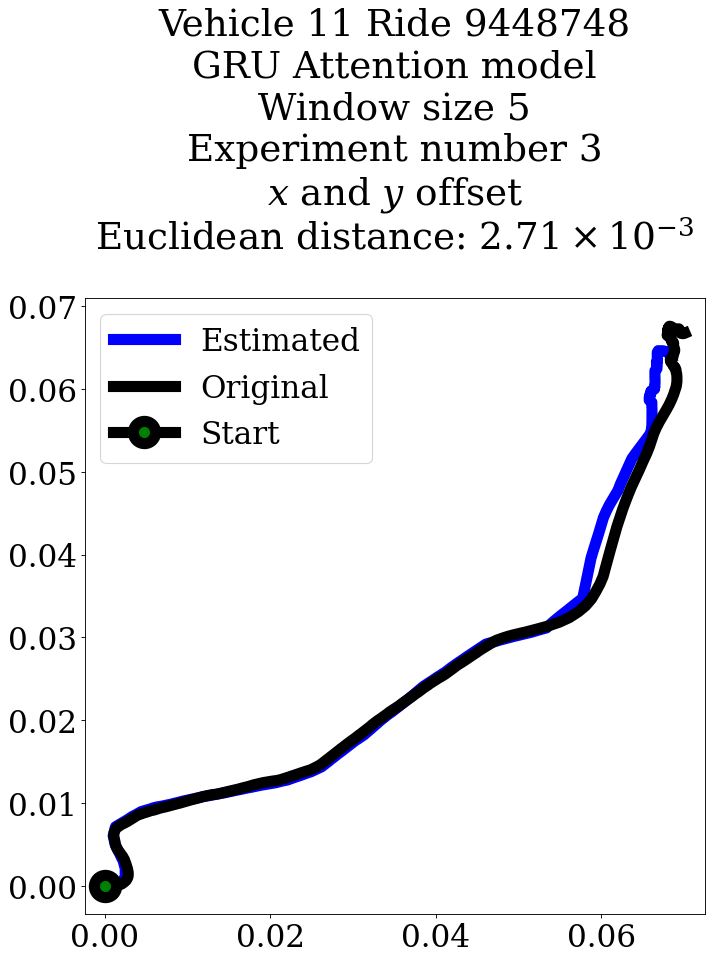 Vehicle 11 Ride 9448748
GRU Attention model
Window size 5
Experiment number 3
x and y offset
Euclidean distance: 2.71 × 10⁻³
Estimated
Original
Start
0.07
0.06
0.05
0.04
0.03
0.02
0.01
0.00
0.00 0.02 0.04 0.06